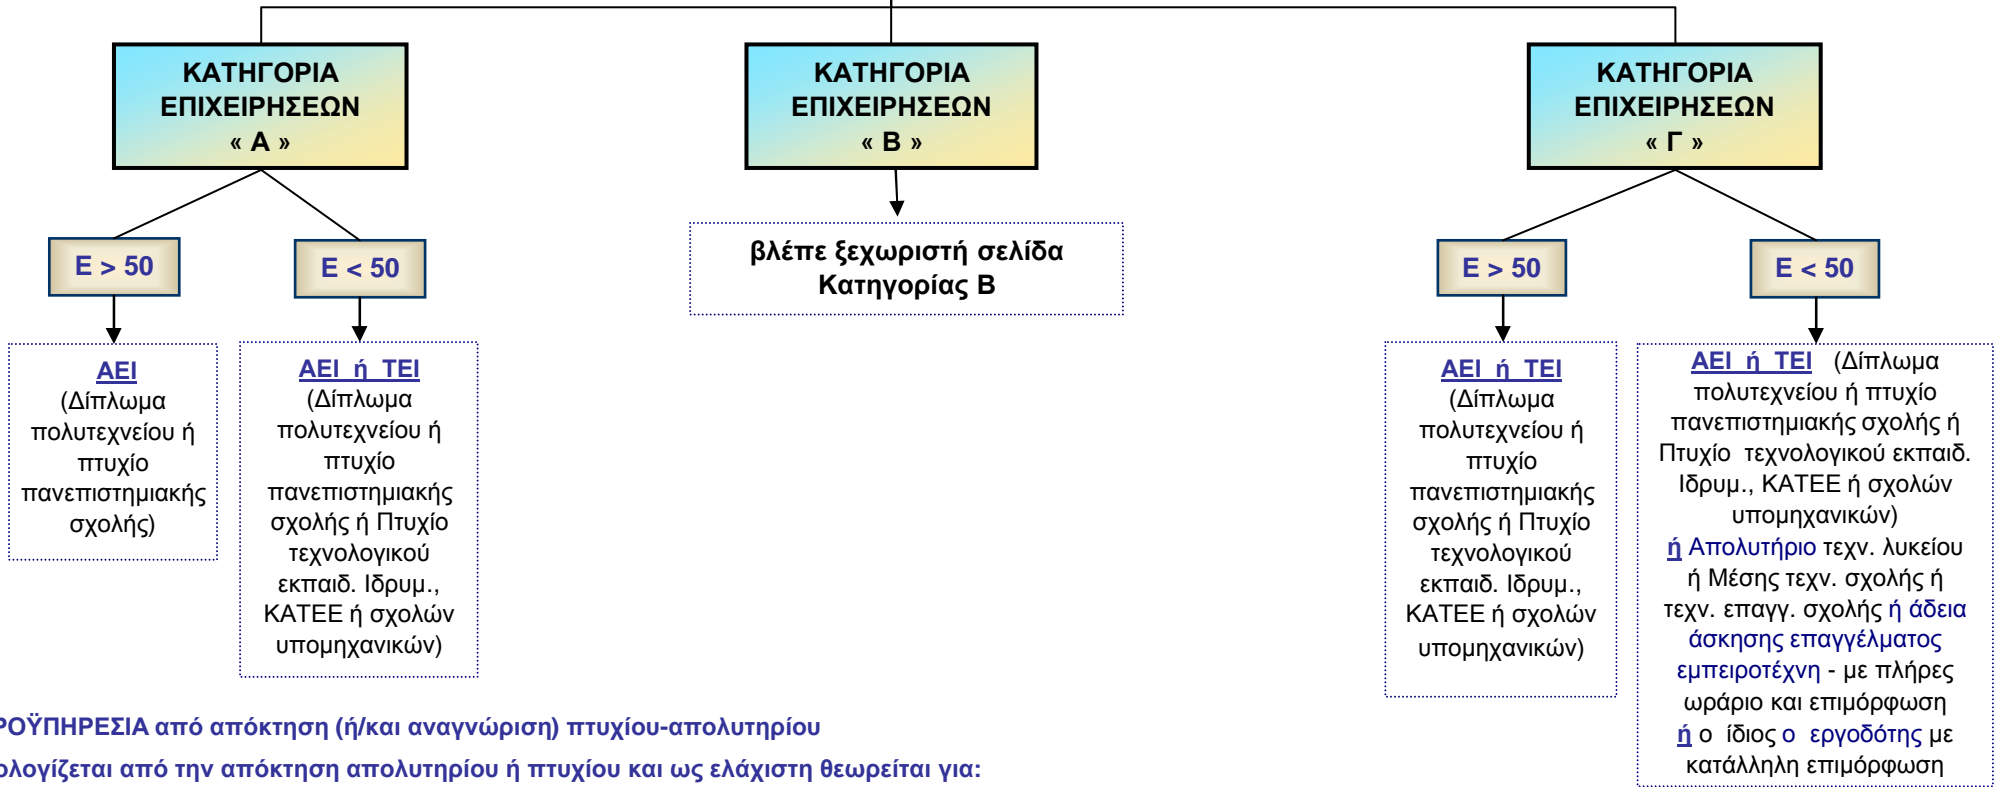 ΚΑΤΗΓΟΡΙΑ
ΕΠΙΧΕΙΡΗΣΕΩΝ
« Α »
ΚΑΤΗΓΟΡΙΑ
ΕΠΙΧΕΙΡΗΣΕΩΝ
« Β »
ΚΑΤΗΓΟΡΙΑ
ΕΠΙΧΕΙΡΗΣΕΩΝ
« Γ »
Ε > 50
Ε < 50
βλέπε ξεχωριστή σελίδα
Κατηγορίας Β
Ε > 50
Ε < 50
ΑΕΙ
(Δίπλωμα
πολυτεχνείου ή
πτυχίο
πανεπιστημιακής
σχολής)
ΑΕΙ ή ΤΕΙ
(Δίπλωμα
πολυτεχνείου ή
πτυχίο
πανεπιστημιακής
σχολής ή Πτυχίο
τεχνολογικού
εκπαιδ. Ιδρυμ.,
ΚΑΤΕΕ ή σχολών
υπομηχανικών)
ΑΕΙ ή ΤΕΙ
(Δίπλωμα
πολυτεχνείου ή
πτυχίο
πανεπιστημιακής
σχολής ή Πτυχίο
τεχνολογικού
εκπαιδ. Ιδρυμ.,
ΚΑΤΕΕ ή σχολών
υπομηχανικών)
ΑΕΙ ή ΤΕΙ (Δίπλωμα
πολυτεχνείου ή πτυχίο
πανεπιστημιακής σχολής ή
Πτυχίο τεχνολογικού εκπαιδ.
Ιδρυμ., ΚΑΤΕΕ ή σχολών
υπομηχανικών)
ή Απολυτήριο τεχν. λυκείου
ή Μέσης τεχν. σχολής ή
τεχν. επαγγ. σχολής ή άδεια
άσκησης επαγγέλματος
εμπειροτέχνη - με πλήρες
ωράριο και επιμόρφωση
ή ο ίδιος ο εργοδότης με
κατάλληλη επιμόρφωση
ΡΟΫΠΗΡΕΣΙΑ από απόκτηση (ή/και αναγνώριση) πτυχίου-απολυτηρίου
ολογίζεται από την απόκτηση απολυτηρίου ή πτυχίου και ως ελάχιστη θεωρείται για: